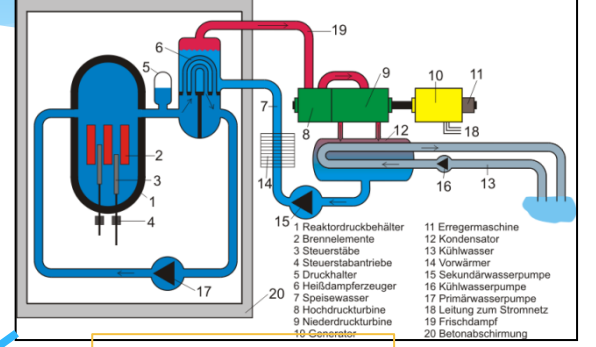 19
6
5
9
10
11
7
8
18
12
2
14
3
16
13
1
15
4
17
20
1 Reaktordruckbehälter
2 Brennelemente
3 Steuerstäbe
4 Steuerstabantriebe
5 Druckhalter
6 Heißdampferzeuger
7 Speisewasser
8 Hochdruckturbine
9 Niederdruckturbine
10 Generator
11 Erregermaschine
12 Kondensator
13 Kühlwasser
14 Vorwärmer
15 Sekundärwasserpumpe
16 Kühlwasserpumpe
17 Primärwasserpumpe
18 Leitung zum Stromnetz
19 Frischdampf
20 Betonabschirmung